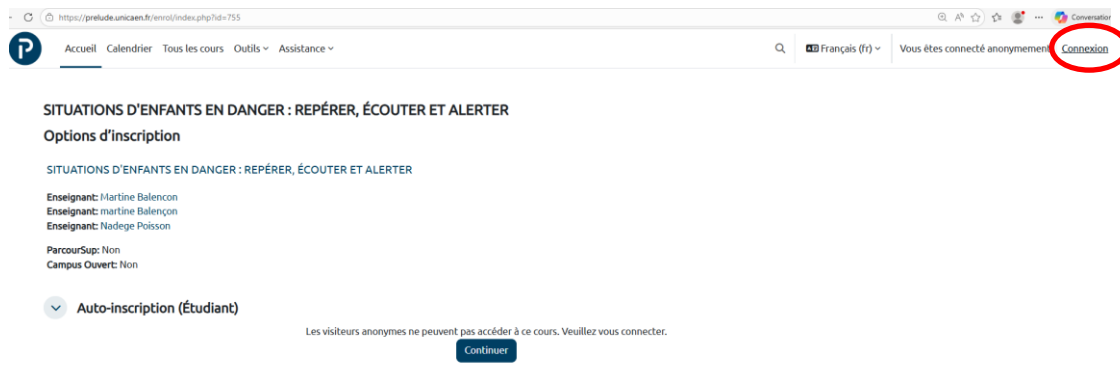 https://prelude.unicaen.fr/enrol/index.php?id=755
Conversation
Accueil Calendrier Tous les cours Outils Assistance Français (fr) Vous êtes connecté anonymement Connexion
SITUATIONS D'ENFANTS EN DANGER : REPÉRER, ÉCOUTER ET ALERTER
Options d'inscription
SITUATIONS D'ENFANTS EN DANGER : REPÉRER, ÉCOUTER ET ALERTER
Enseignant: Martine Balencon
Enseignant: martine Balençon
Enseignant: Nadege Poisson
ParcourSup: Non
Campus Ouvert: Non
Auto-inscription (Étudiant)
Les visiteurs anonymes ne peuvent pas accéder à ce cours. Veuillez vous connecter.
Continuer